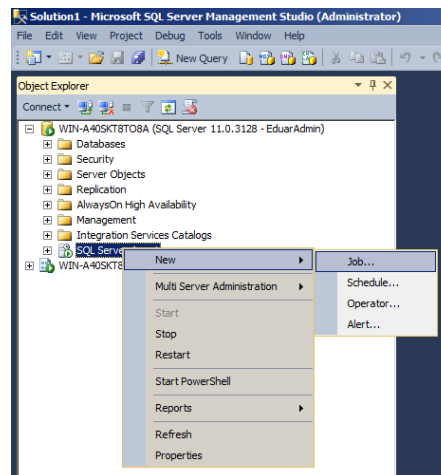 Solution1 - Microsoft SQL Server Management Studio (Administrator)
File Edit View Project Debug Tools Window Help
New Query
Object Explorer
Connect
WIN-A40SKT8TO8A (SQL Server 11.0.3128 - EduarAdmin)
Databases
Security
Server Objects
Replication
AlwaysOn High Availability
Management
Integration Services Catalogs
SQL Server
WIN-A40SKT8
New
Multi Server Administration
Start
Stop
Restart
Start PowerShell
Reports
Refresh
Properties
Job...
Schedule...
Operator...
Alert...